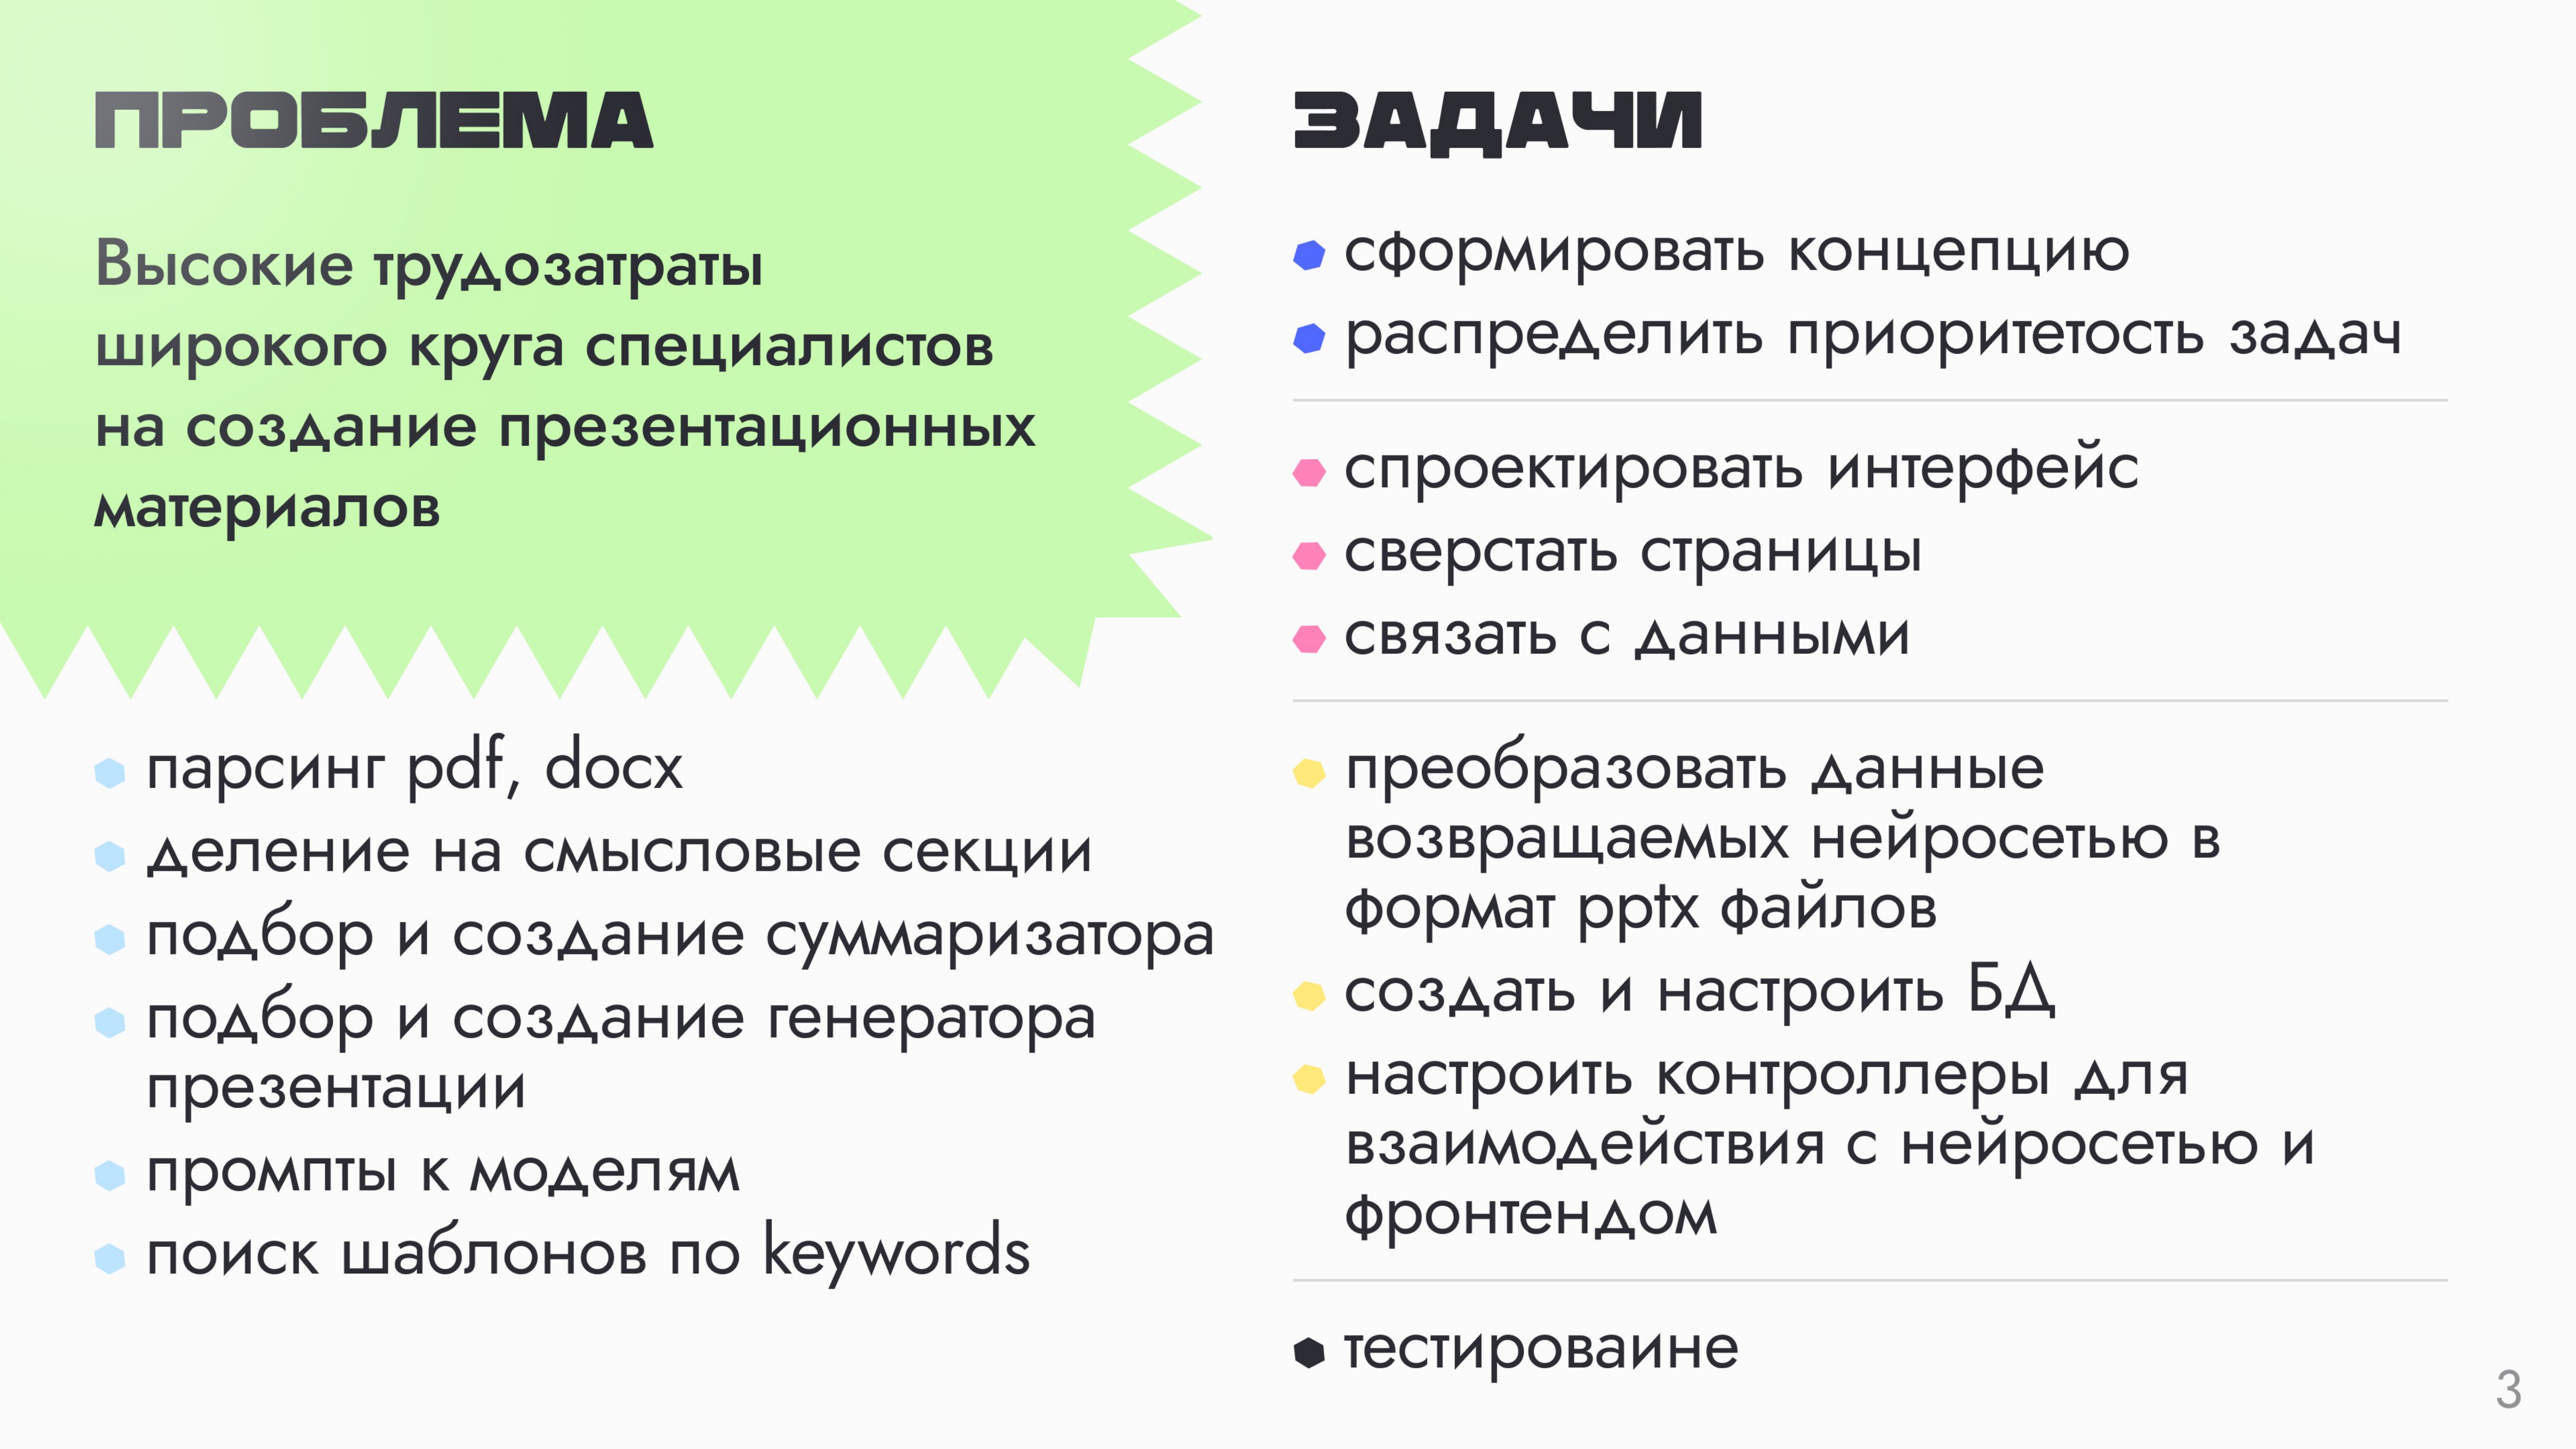 ПРОБЛЕМА
Высокие трудозатраты
широкого круга специалистов
на создание презентационных
материалов
парсинг pdf, docx
деление на смысловые секции
подбор и создание суммаризатора
подбор и создание генератора
презентации
промпты к моделям
поиск шаблонов по keywords
ЗАДАЧИ
сформировать концепцию
распределить приоритетость задач
спроектировать интерфейс
сверстать страницы
связать с данными
преобразовать данные
возвращаемых нейросетью в
формат pptx файлов
создать и настроить БД
настроить контроллеры для
взаимодействия с нейросетью и
фронтендом
тестироваине
3